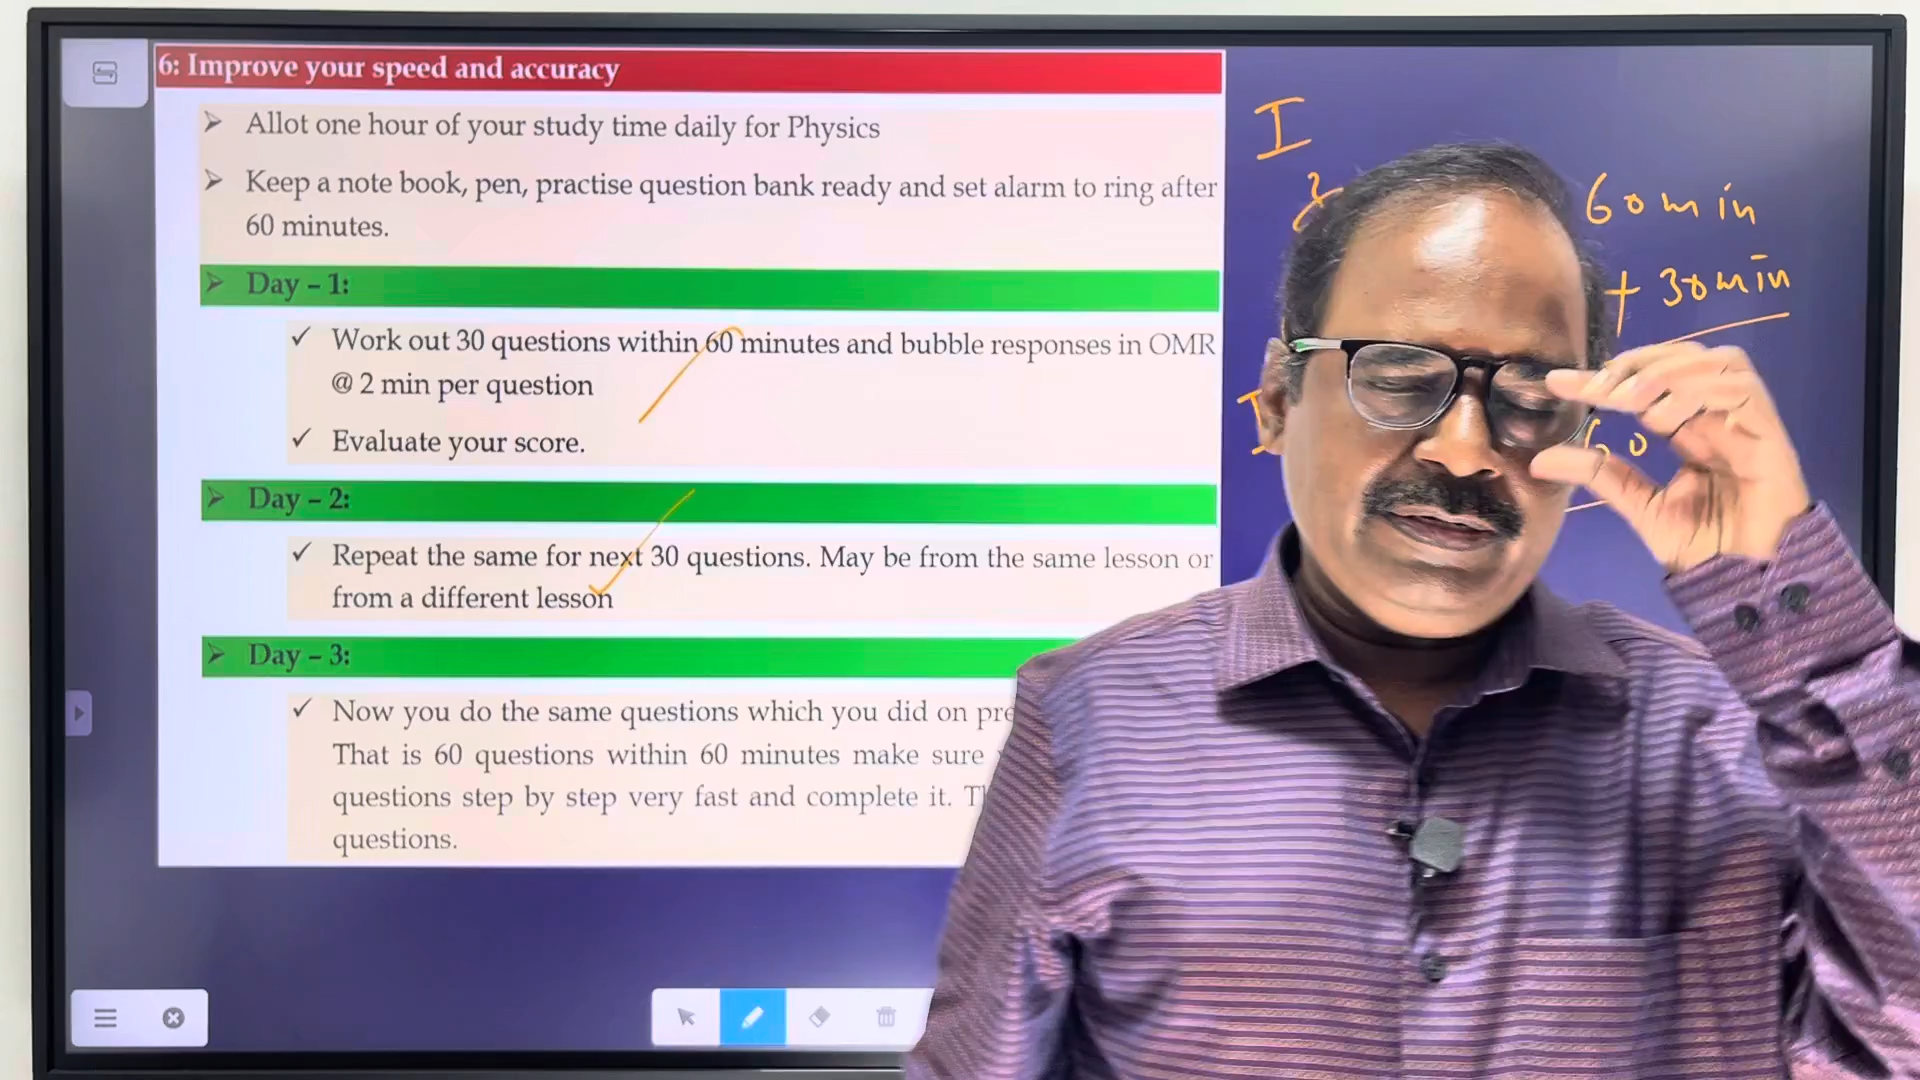 6: Improve your speed and accuracy
➢ Allot one hour of your study time daily for Physics
➢ Keep a note book, pen, practise question bank ready and set alarm to ring after
60 minutes.
➢ Day – 1:
✓ Work out 30 questions within 60 minutes and bubble responses in OMR
@ 2 min per question
✓ Evaluate your score.
➢ Day – 2:
✓ Repeat the same for next 30 questions. May be from the same lesson or
from a different lesson
➢ Day – 3:
✓ Now you do the same questions which you did on
That is 60 questions within 60 minutes make sure
questions step by step very fast and complete it.
questions.
I
60 min
+ 30 min
60